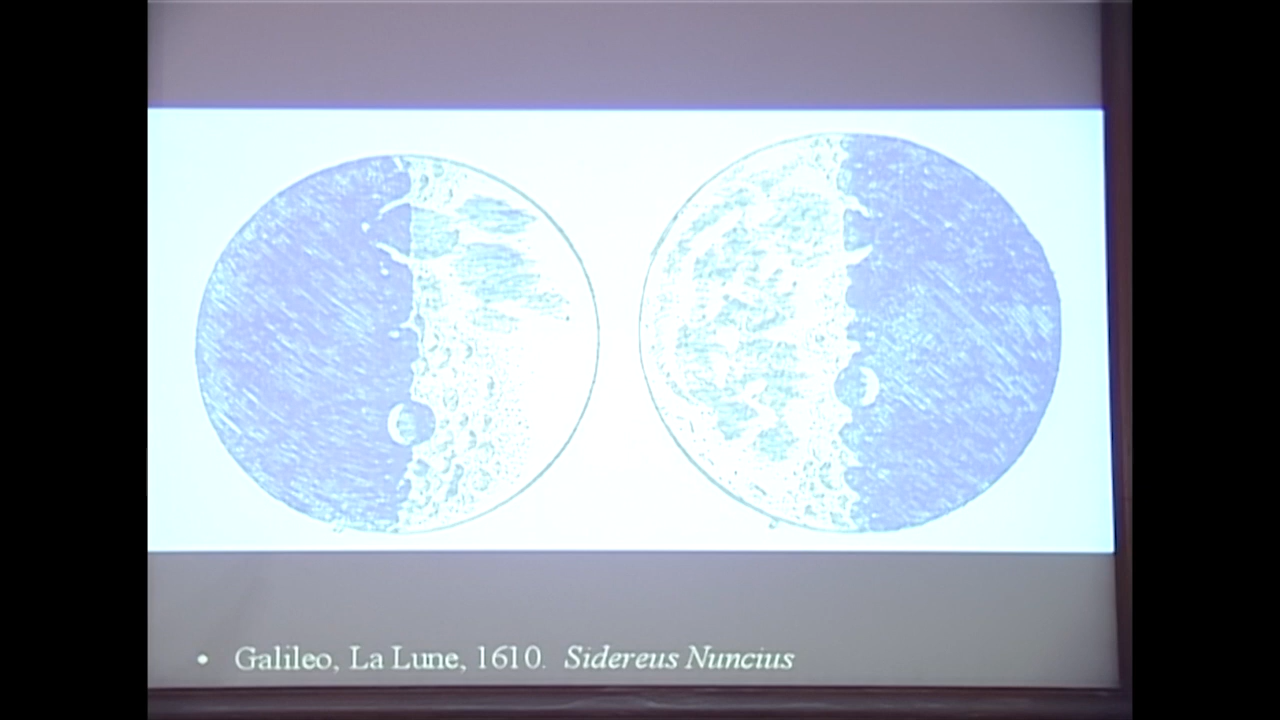 • Galileo, La Lune, 1610. Sidereus Nuncius